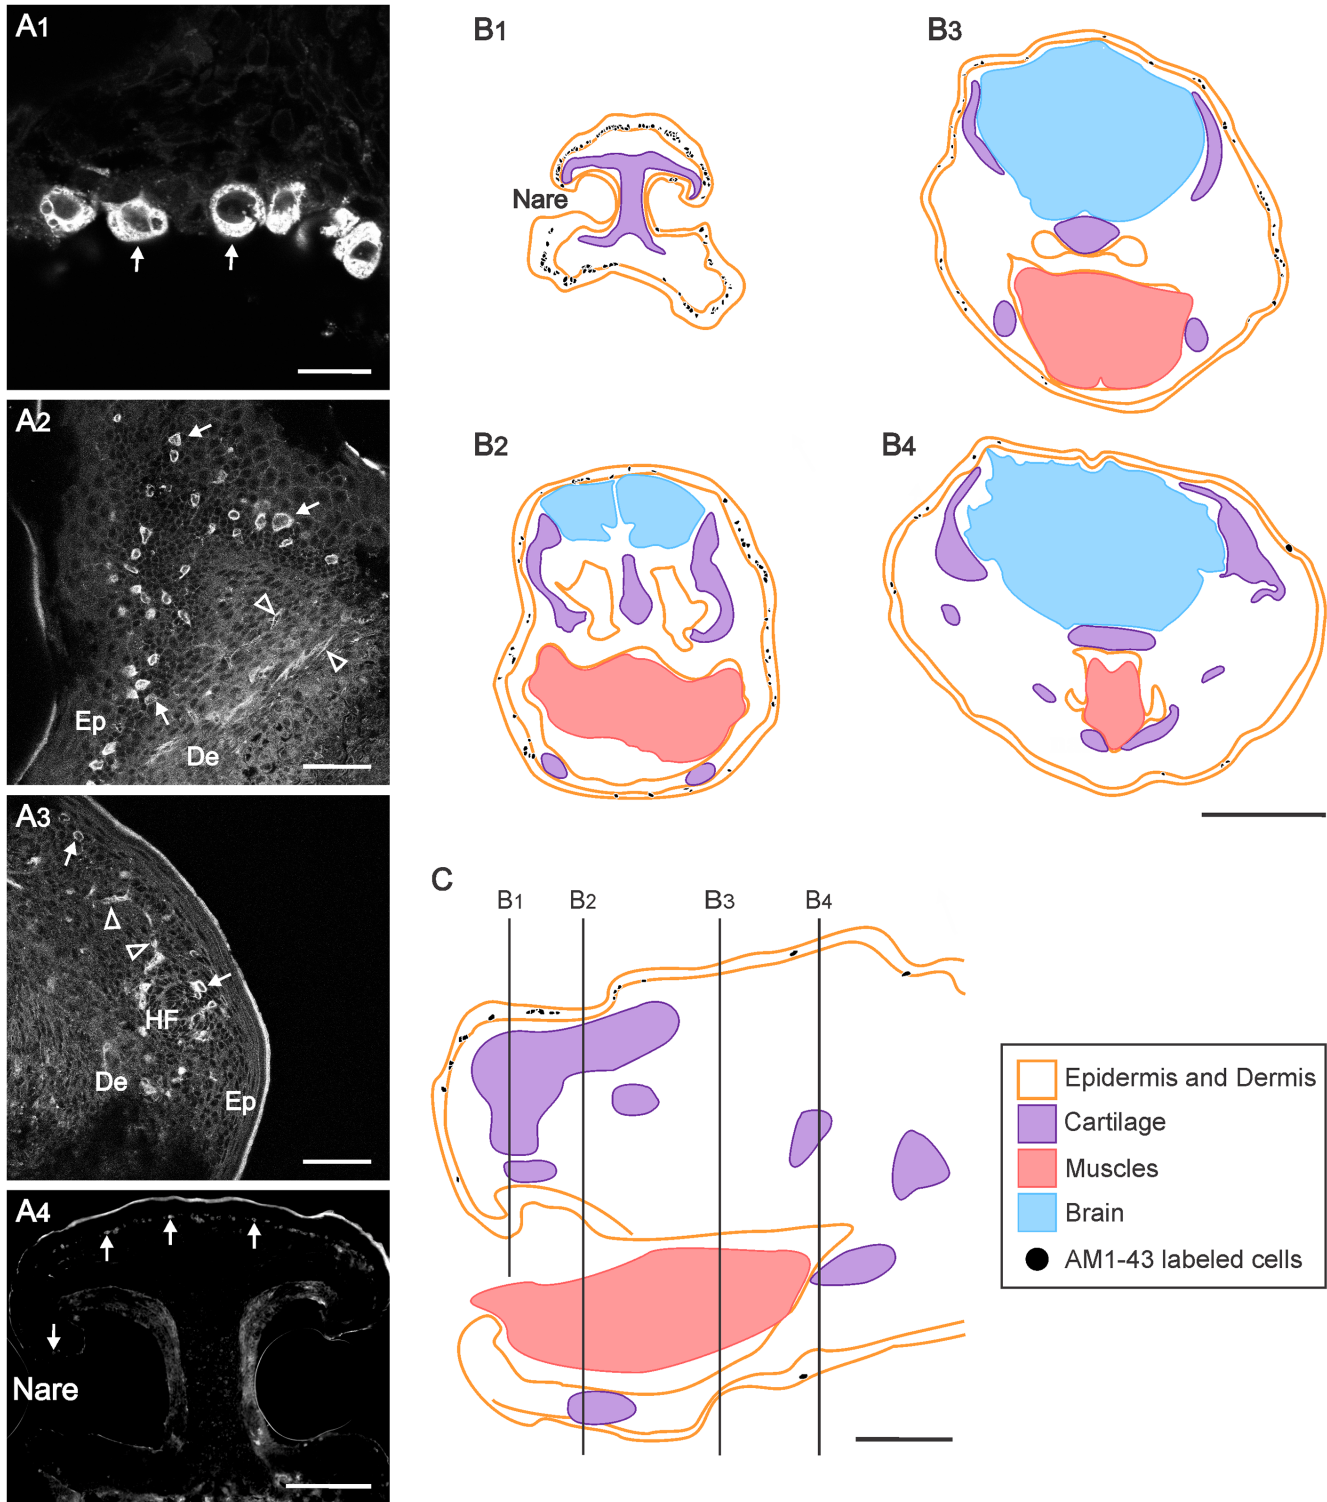 A1
A2
Ep
De
A3
HF
De
Ep
A4
Nare
B1
Nare
B3
B2
B4
C
B1 B2 B3 B4
Epidermis and Dermis
Cartilage
Muscles
Brain
AM1-43 labeled cells